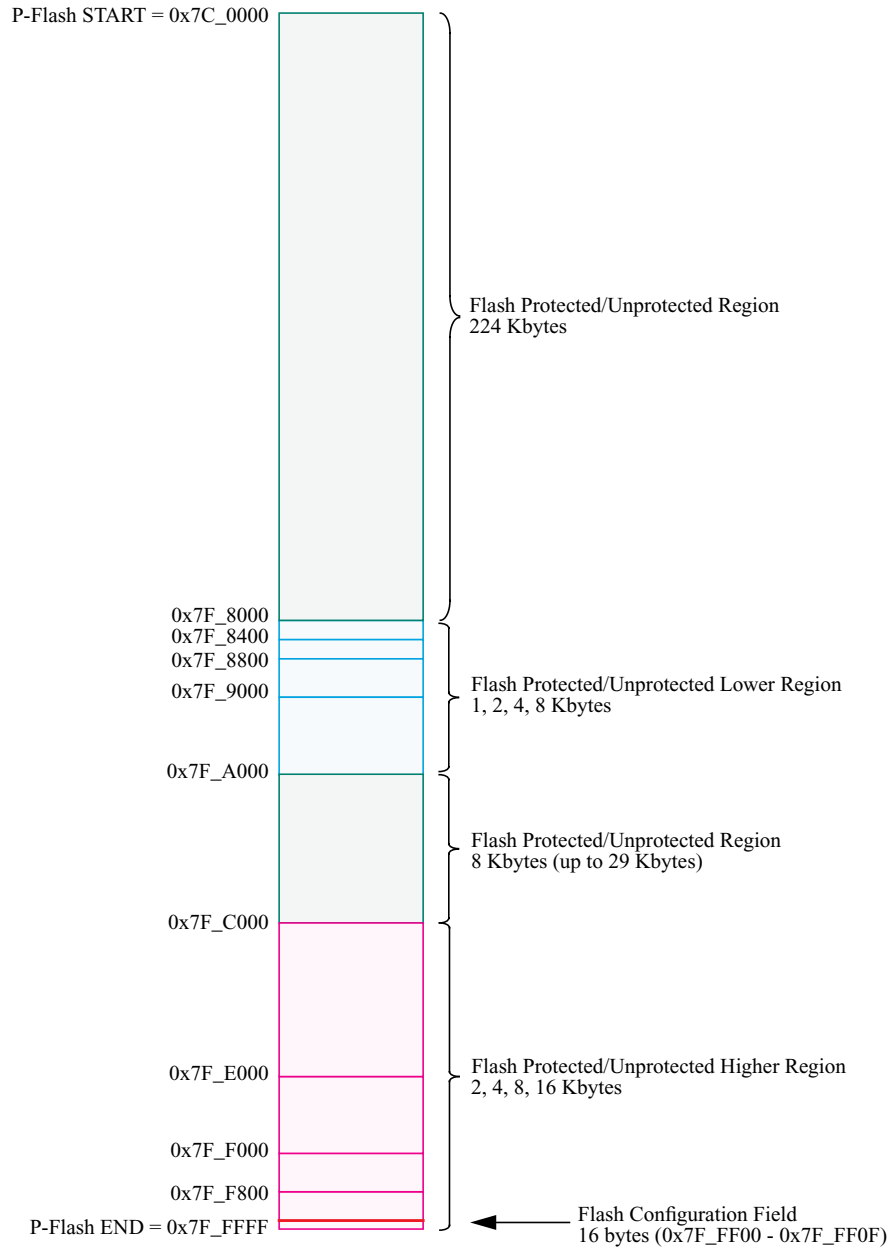 P-Flash START = 0x7C_0000
Flash Protected/Unprotected Region
224 Kbytes
0x7F_8000
0x7F_8400
0x7F_8800
0x7F_9000
Flash Protected/Unprotected Lower Region
1, 2, 4, 8 Kbytes
0x7F_A000
Flash Protected/Unprotected Region
8 Kbytes (up to 29 Kbytes)
0x7F_C000
0x7F_E000
Flash Protected/Unprotected Higher Region
2, 4, 8, 16 Kbytes
0x7F_F000
0x7F_F800
P-Flash END = 0x7F_FFFF
Flash Configuration Field
16 bytes (0x7F_FF00 - 0x7F_FF0F)